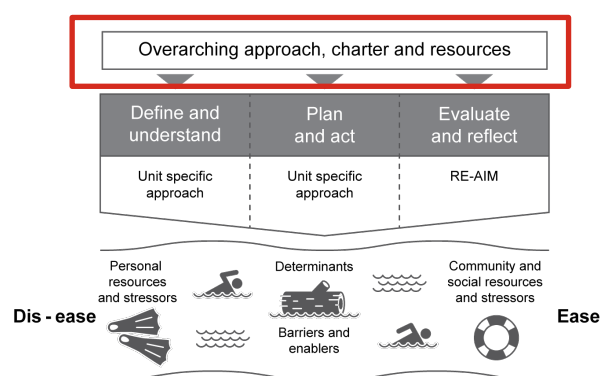 Overarching approach, charter and resources
Define and
understand
Plan
and act
Evaluate
and reflect
Unit specific
approach
Unit specific
approach
RE-AIM
Personal
resources
and stressors
Determinants
Community and
social resources
and stressors
Dis - ease
Barriers and
enablers
Ease